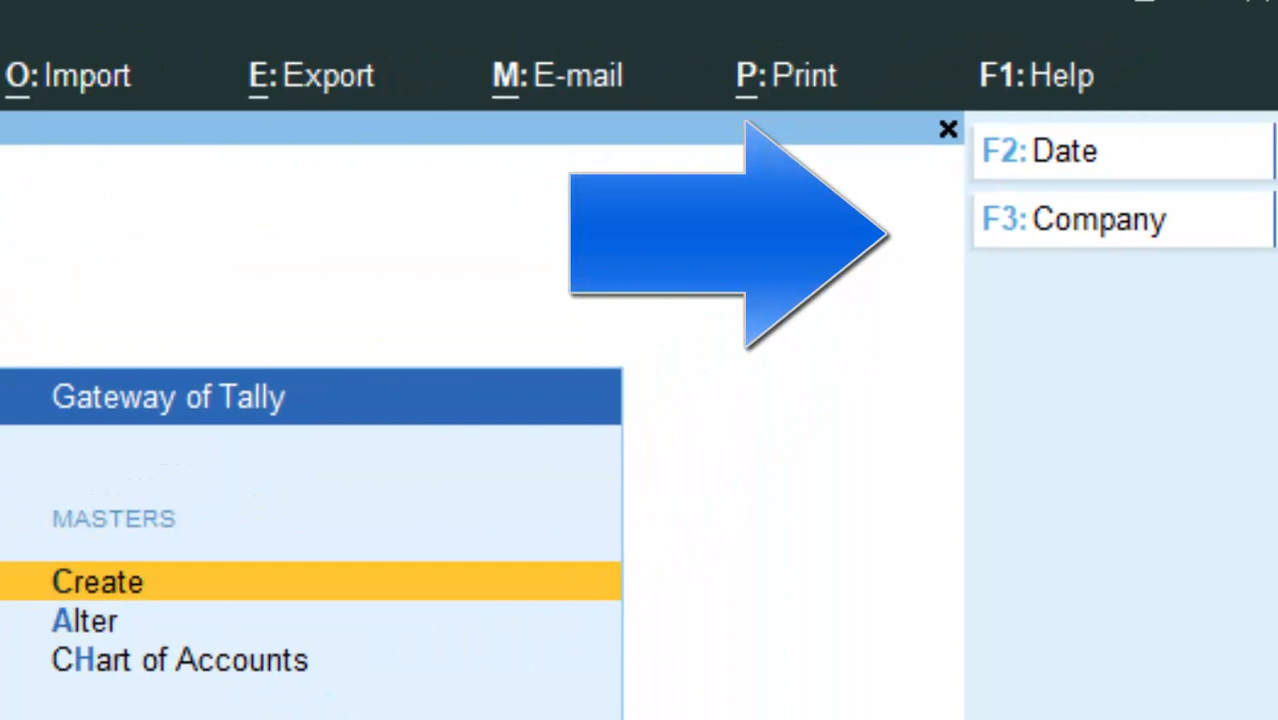 O: Import E: Export M: E-mail P: Print F1: Help
F2: Date
F3: Company
Gateway of Tally
MASTERS
Create
Alter
CHart of Accounts